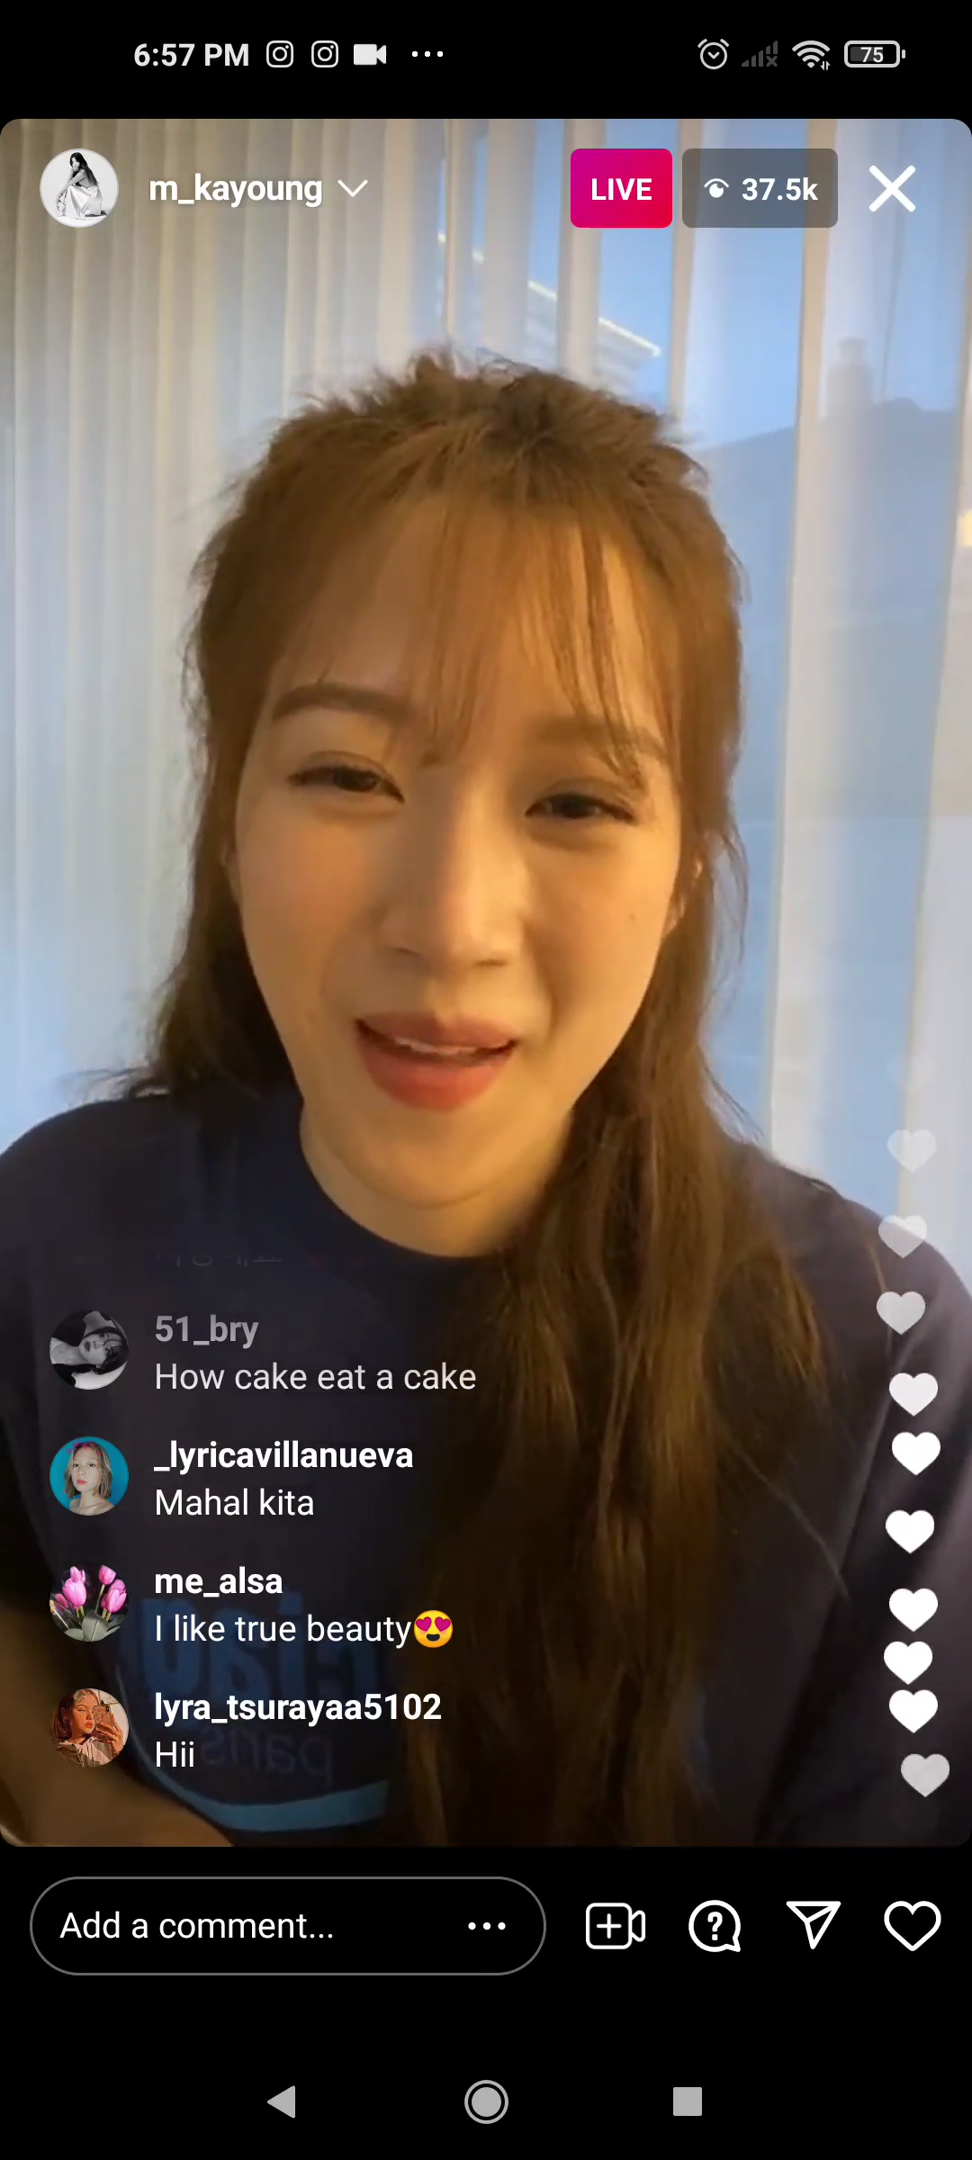 6:57 PM
75
m_kayoung
LIVE
37.5k
51_bry
How cake eat a cake
_lyricavillanueva
Mahal kita
me_alsa
I like true beauty😍
lyra_tsurayaa5102
Hii
paris
Add a comment...